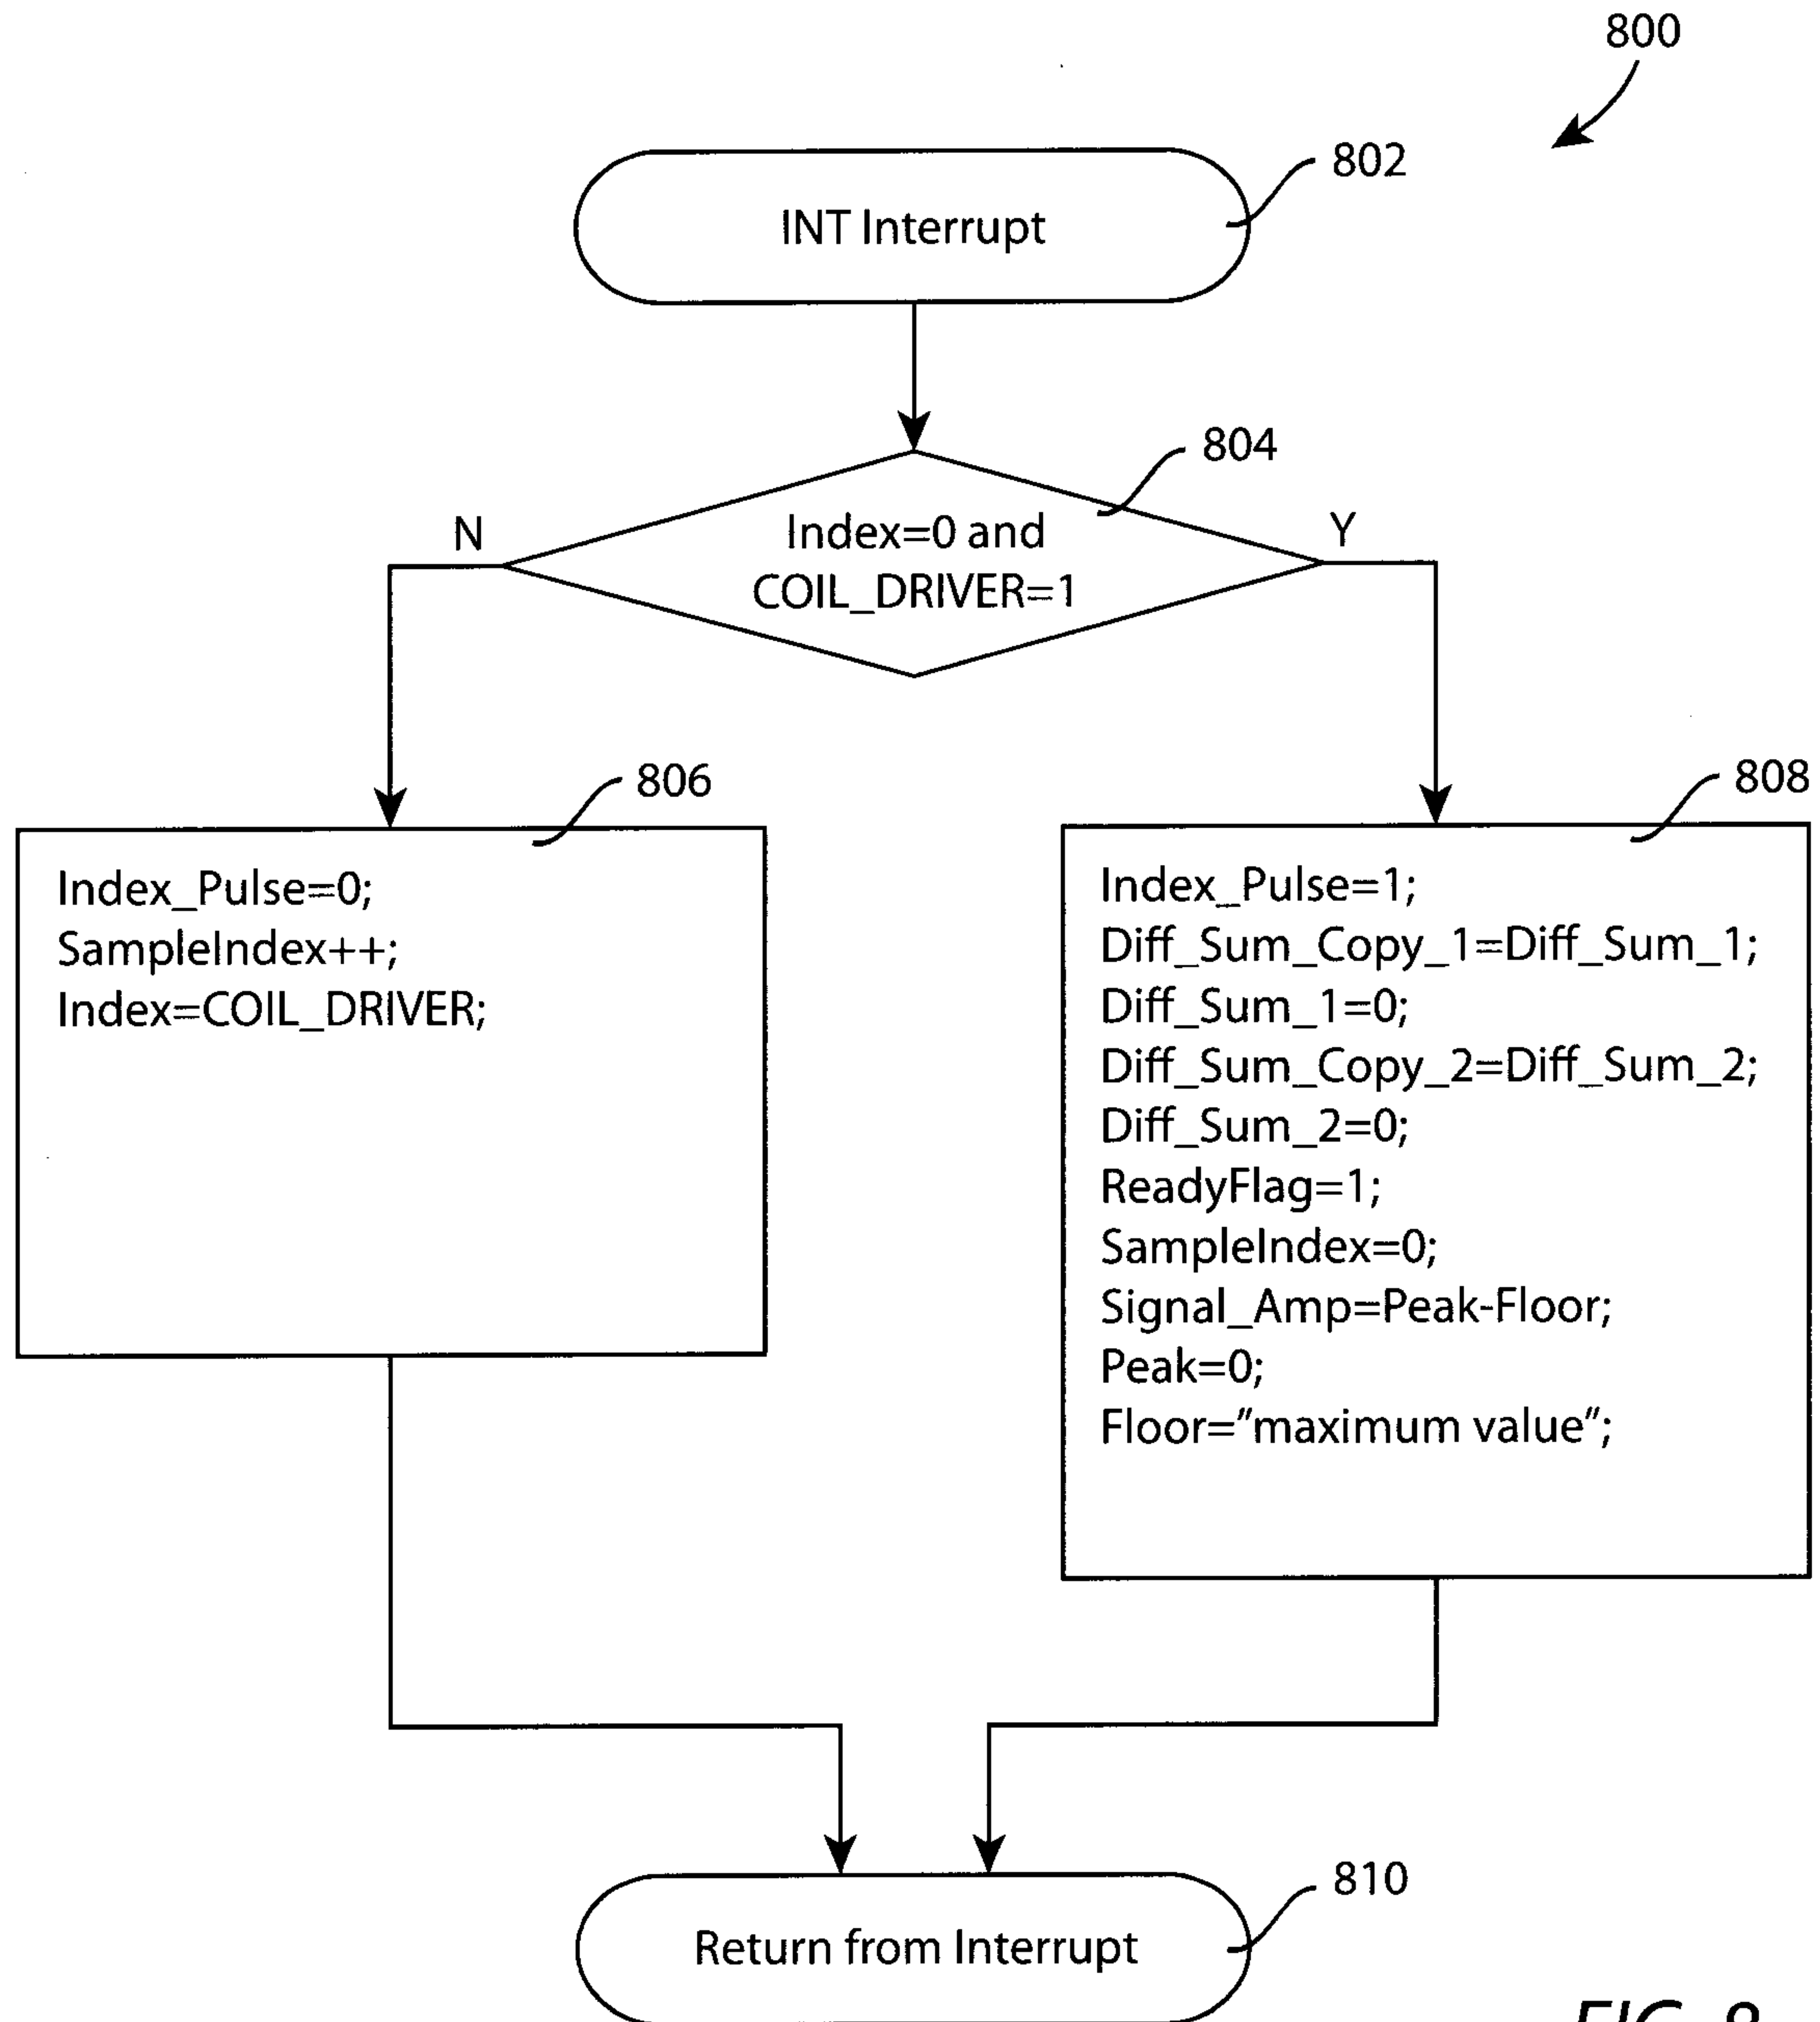 800
802
INT Interrupt
804
N
Y
Index=0 and
COIL_DRIVER=1
806
808
Index_Pulse=0;
SampleIndex++;
Index=COIL_DRIVER;
Index_Pulse=1;
Diff_Sum_Copy_1=Diff_Sum_1;
Diff_Sum_1=0;
Diff_Sum_Copy_2=Diff_Sum_2;
Diff_Sum_2=0;
ReadyFlag=1;
SampleIndex=0;
Signal_Amp=Peak-Floor;
Peak=0;
Floor=”maximum value”;
810
Return from Interrupt
FIG. 8